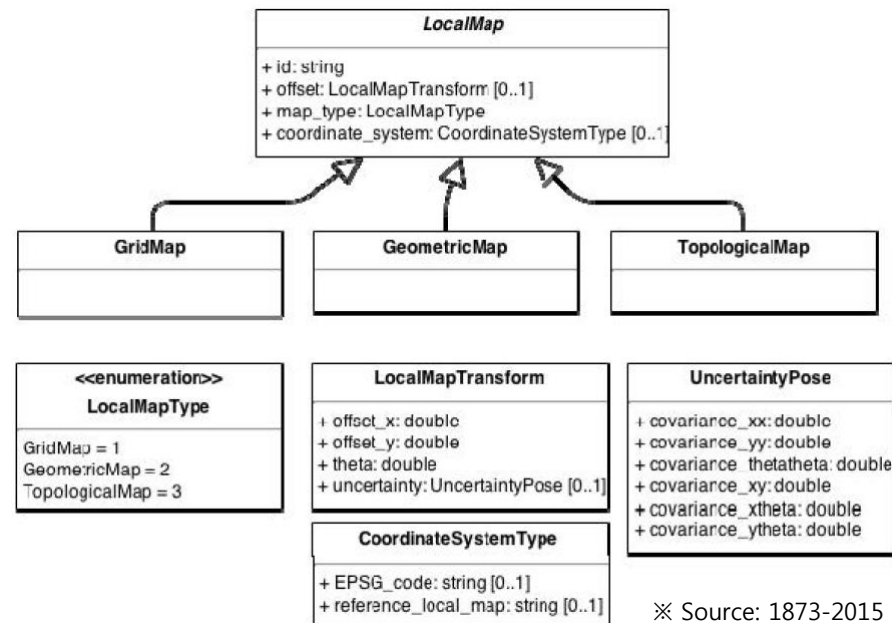 LocalMap
+ id: string
+ offset: LocalMapTransform [0..1]
+ map_type: LocalMapType
+ coordinate_system: CoordinateSystemType [0..1]
GridMap
GeometricMap
TopologicalMap
<<enumeration>>
LocalMapType
GridMap = 1
GeometricMap = 2
TopologicalMap = 3
LocalMapTransform
+ offset_x: double
+ offset_y: double
+ theta: double
+ uncertainty: UncertaintyPose [0..1]
UncertaintyPose
+ covariance_xx: double
+ covariance_yy: double
+ covariance_thetatheta: double
+ covariance_xy: double
+ covariance_xtheta: double
+ covariance_ytheta: double
CoordinateSystemType
+ EPSG_code: string [0..1]
+ reference_local_map: string [0..1]
※ Source: 1873-2015